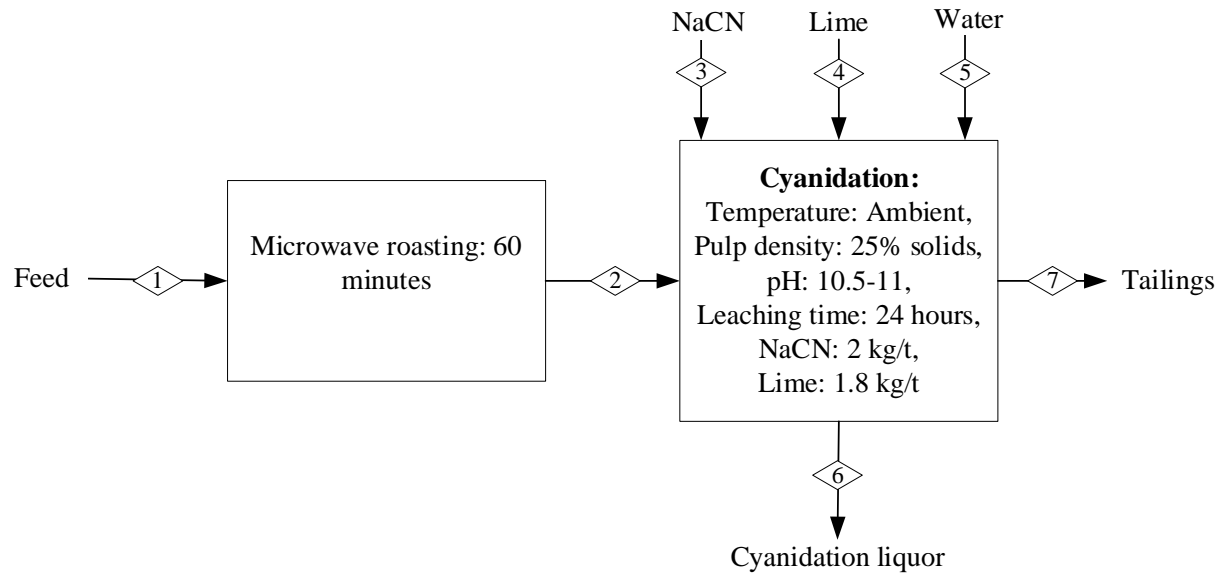 NaCN
Lime
Water
3
4
5
Cyanidation:
Temperature: Ambient,
Pulp density: 25% solids,
pH: 10.5-11,
Leaching time: 24 hours,
NaCN: 2 kg/t,
Lime: 1.8 kg/t
Microwave roasting: 60
minutes
Feed
1
2
7
Tailings
6
Cyanidation liquor